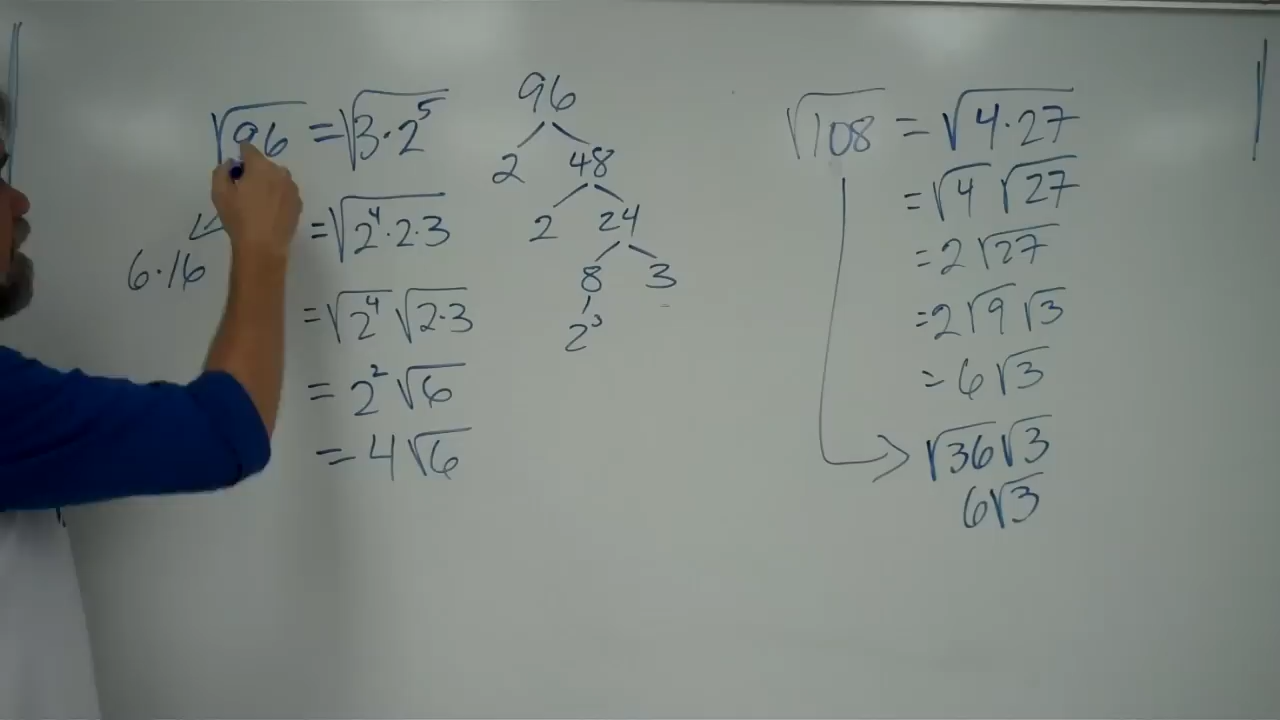 √96 = √3·2⁵
= √2⁴·2·3
6·16
= √2⁴ √2·3
= 2² √6
= 4√6
96
2 48
2 24
8 3
2³
√108 = √4·27
= √4 √27
= 2√27
= 2√9 √3
= 6√3
√36√3
6√3